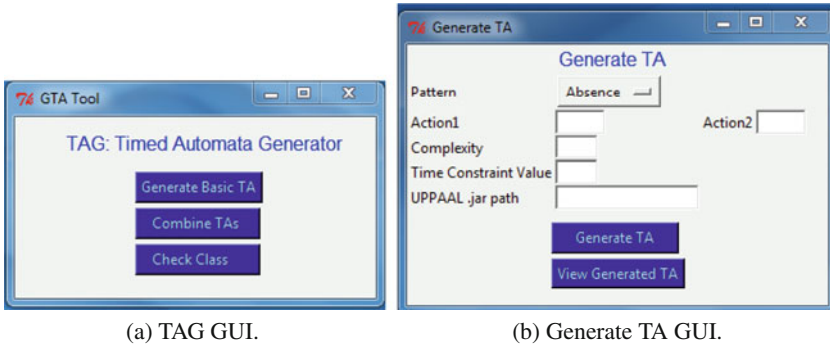 GTA Tool
TAG: Timed Automata Generator
Generate Basic TA
Combine TAs
Check Class
(a) TAG GUI.
Generate TA
Generate TA
Pattern Absence
Action1 Action2
Complexity
Time Constraint Value
UPPAAL .jar path
Generate TA
View Generated TA
(b) Generate TA GUI.